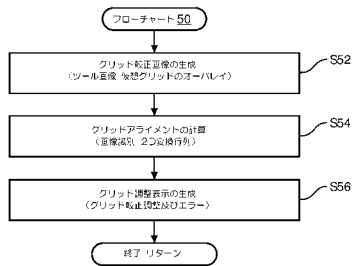 フローチャート 50
グリッド較正画像の生成
(ツール画像 仮想グリッドのオーバレイ)
S52
グリッドアライメントの計算
(画像識別 2D変換行列)
S54
グリッド調整表示の生成
(グリッド較正調整及びエラー)
S56
終了 リターン